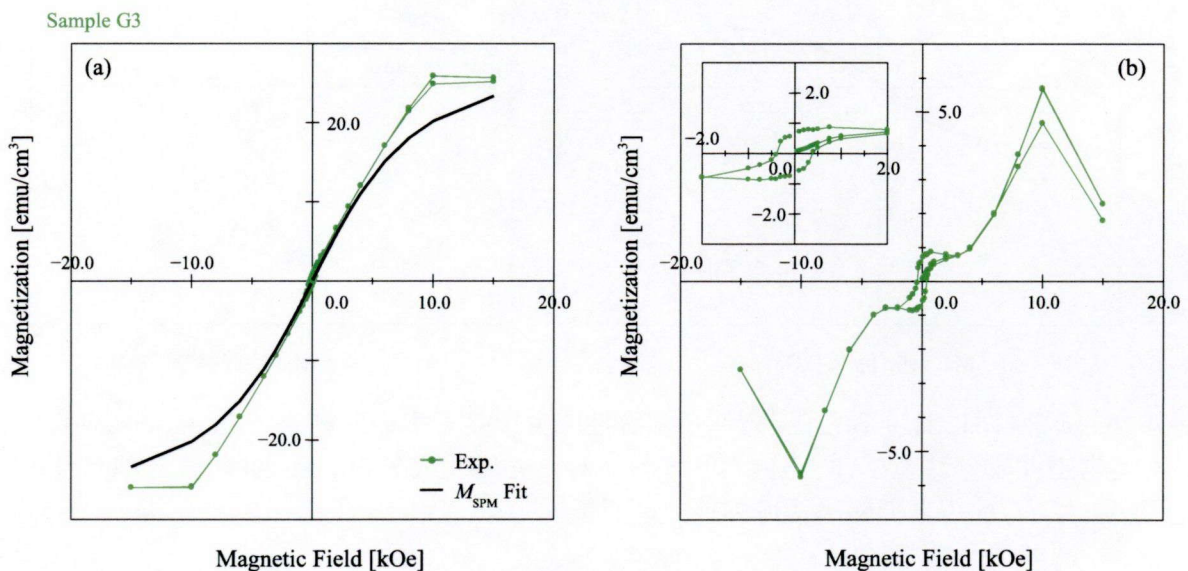 Sample G3
(a)
Magnetization [emu/cm³]
20.0
−20.0
−10.0
0.0
10.0
20.0
−20.0
Exp.
M_SPM Fit
Magnetic Field [kOe]
(b)
Magnetization [emu/cm³]
5.0
−20.0
−10.0
0.0
10.0
20.0
−5.0
2.0
−2.0
0.0
2.0
−2.0
Magnetic Field [kOe]